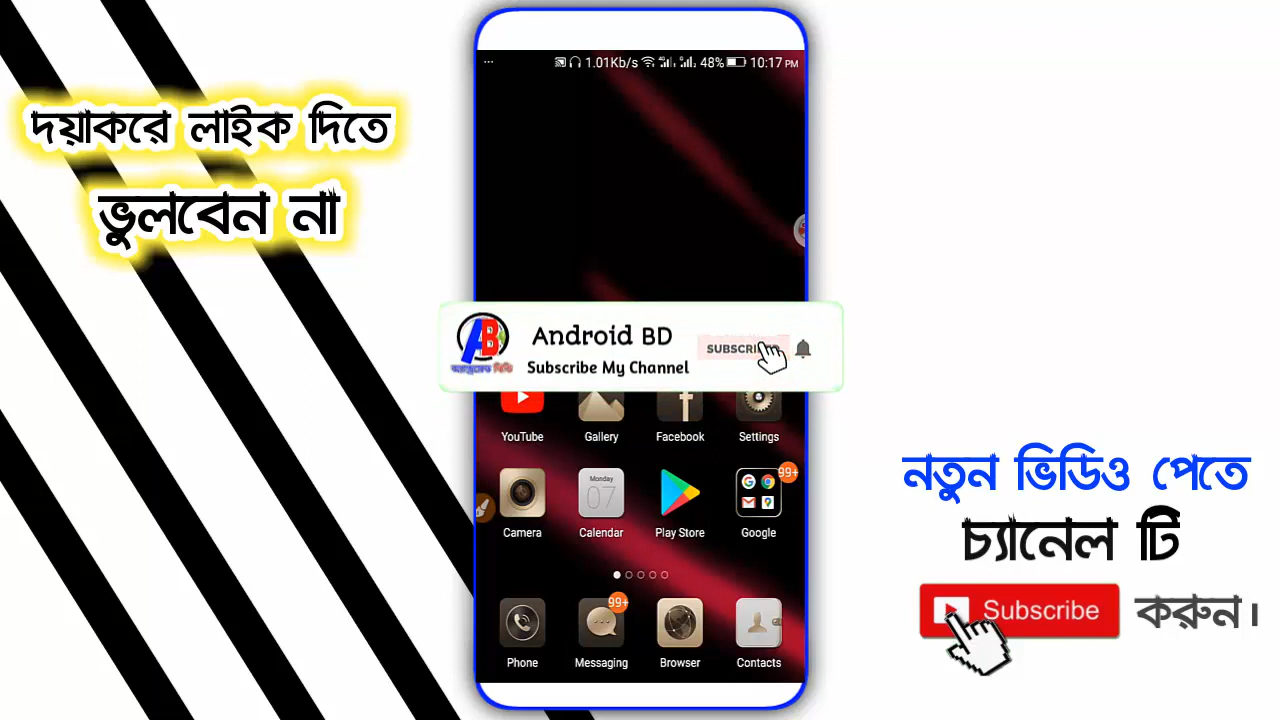 দয়াকরে লাইক দিতে
ভুলবেন না
1.01Kb/s 48% 10:17 PM
Android BD
Subscribe My Channel
SUBSCRIBE
YouTube Gallery Facebook Settings
Monday
07
99+
Camera Calendar Play Store Google
99+
Phone Messaging Browser Contacts
নতুন ভিডিও পেতে
চ্যানেল টি
Subscribe করুন।